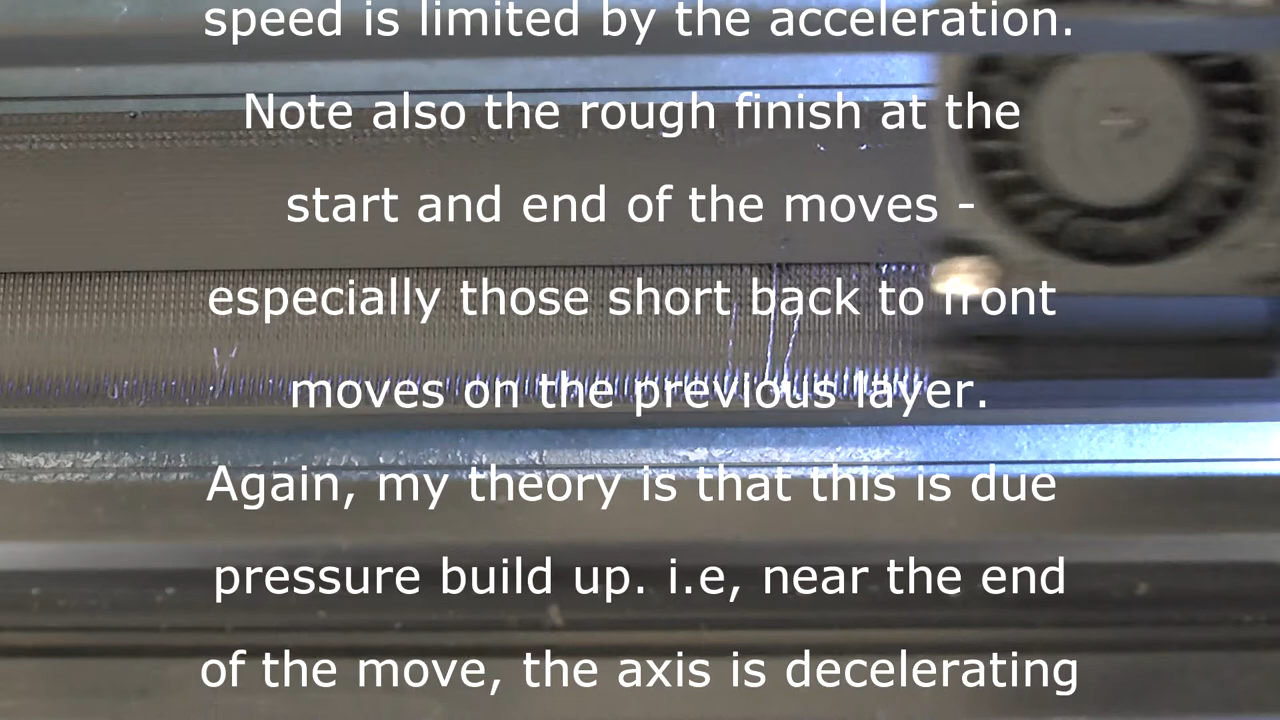 speed is limited by the acceleration.
Note also the rough finish at the
start and end of the moves -
especially those short back to front
moves on the previous layer.
Again, my theory is that this is due
pressure build up. i.e, near the end
of the move, the axis is decelerating